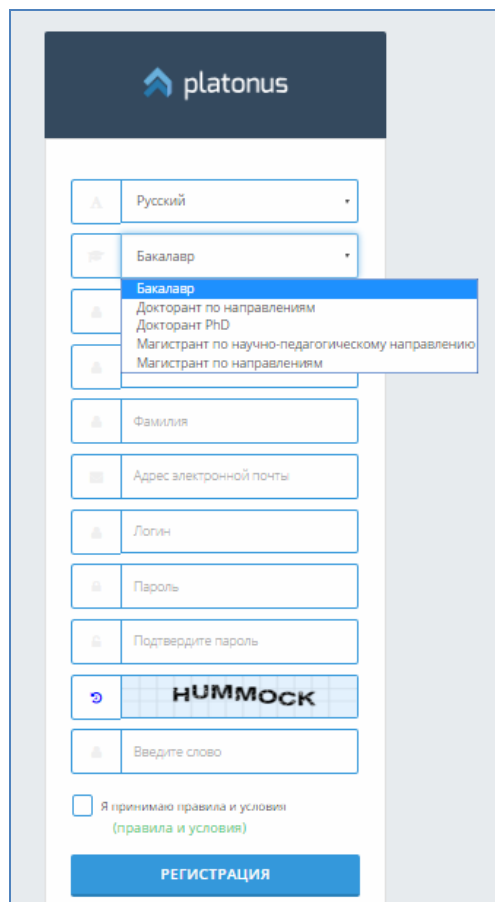 platonus
Русский
Бакалавр
Бакалавр
Докторант по направлениям
Докторант PhD
Магистрант по научно-педагогическому направлению
Магистрант по направлениям
Фамилия
Адрес электронной почты
Логин
Пароль
Подтвердите пароль
HUMMOCK
Введите слово
Я принимаю правила и условия
(правила и условия)
РЕГИСТРАЦИЯ